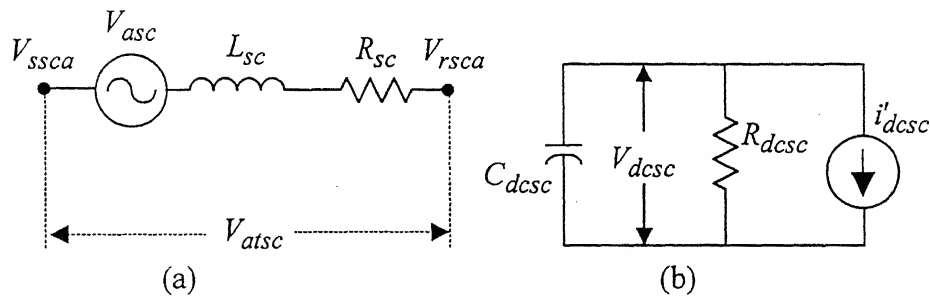 V_asc
V_ssca L_sc R_sc V_rsca
V_atsc
(a)
C_dcsc V_dcsc R_dcsc i'_dcsc
(b)